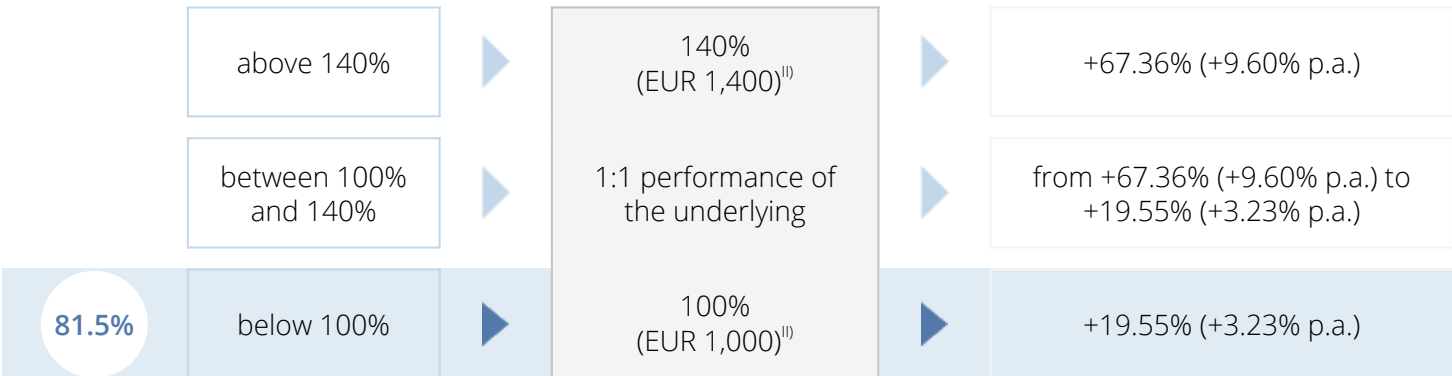 above 140%
140%
(EUR 1,400)II)
+67.36% (+9.60% p.a.)
between 100%
and 140%
1:1 performance of
the underlying
from +67.36% (+9.60% p.a.) to
+19.55% (+3.23% p.a.)
81.5%
below 100%
100%
(EUR 1,000)II)
+19.55% (+3.23% p.a.)